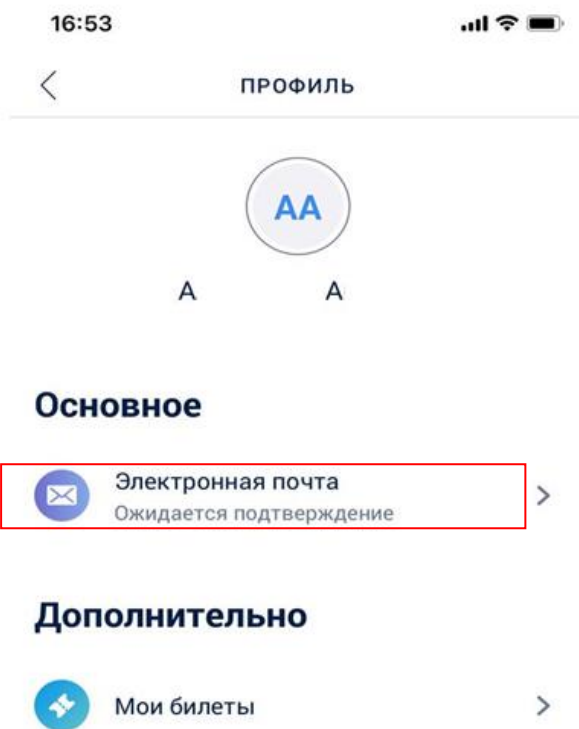 16:53
ПРОФИЛЬ
АА
А А
Основное
Электронная почта
Ожидается подтверждение
Дополнительно
Мои билеты